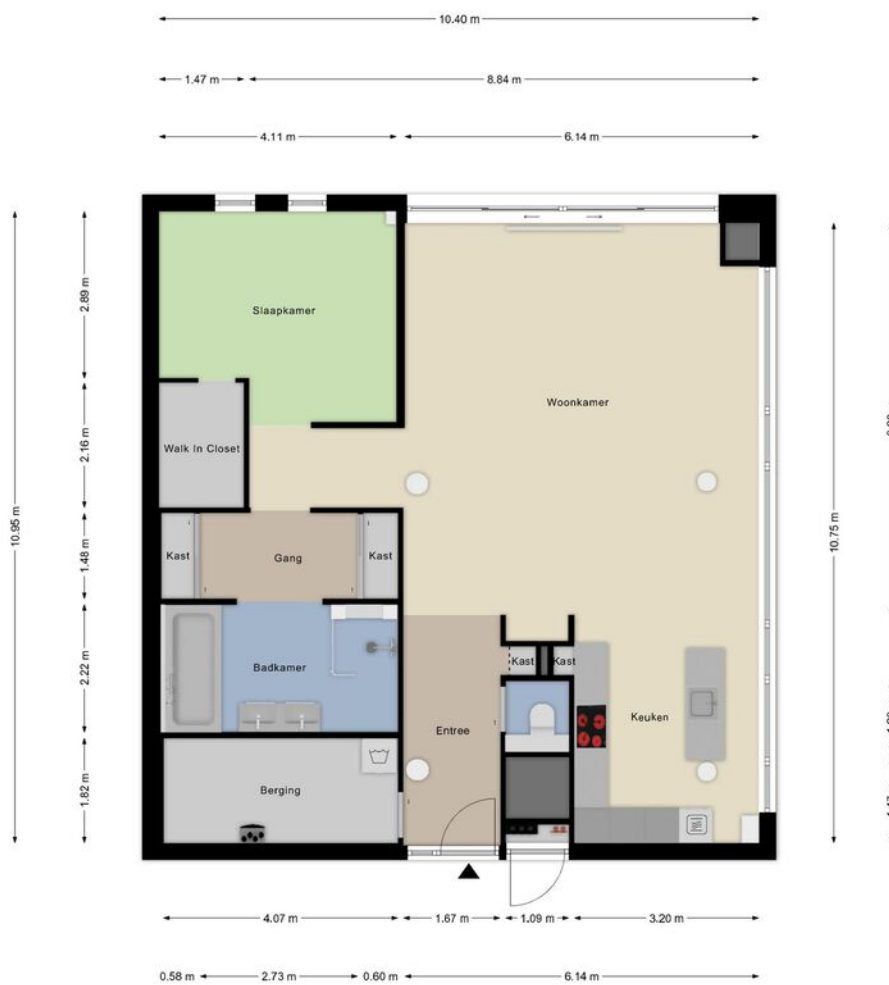 10.40 m
1.47 m
8.84 m
4.11 m
6.14 m
2.89 m
Slaapkamer
Woonkamer
2.16 m
Walk In Closet
10.95 m
10.75 m
1.48 m
Kast
Gang
Kast
2.22 m
Badkamer
Kast
Kast
Entree
Keuken
1.82 m
Berging
4.07 m
1.67 m
1.09 m
3.20 m
0.58 m
2.73 m
0.60 m
6.14 m